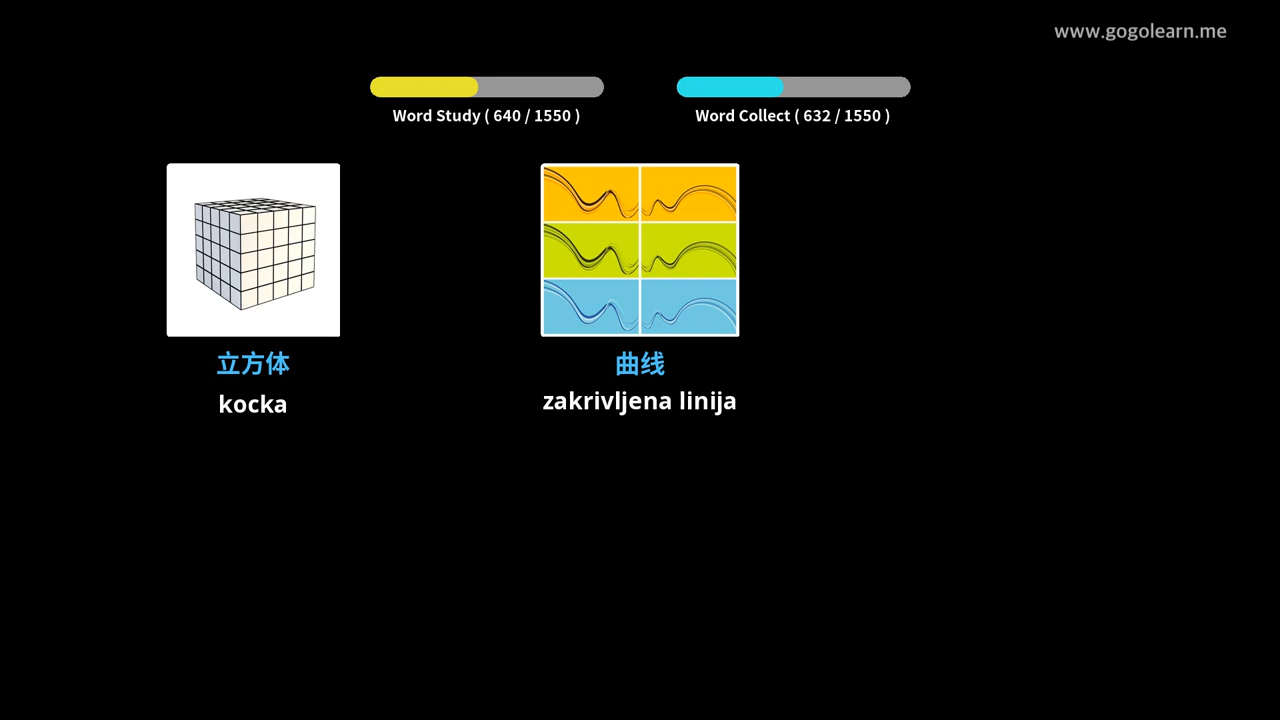 www.gogolearn.me
Word Study ( 640 / 1550 )
Word Collect ( 632 / 1550 )
立方体
曲线
kocka
zakrivljena linija